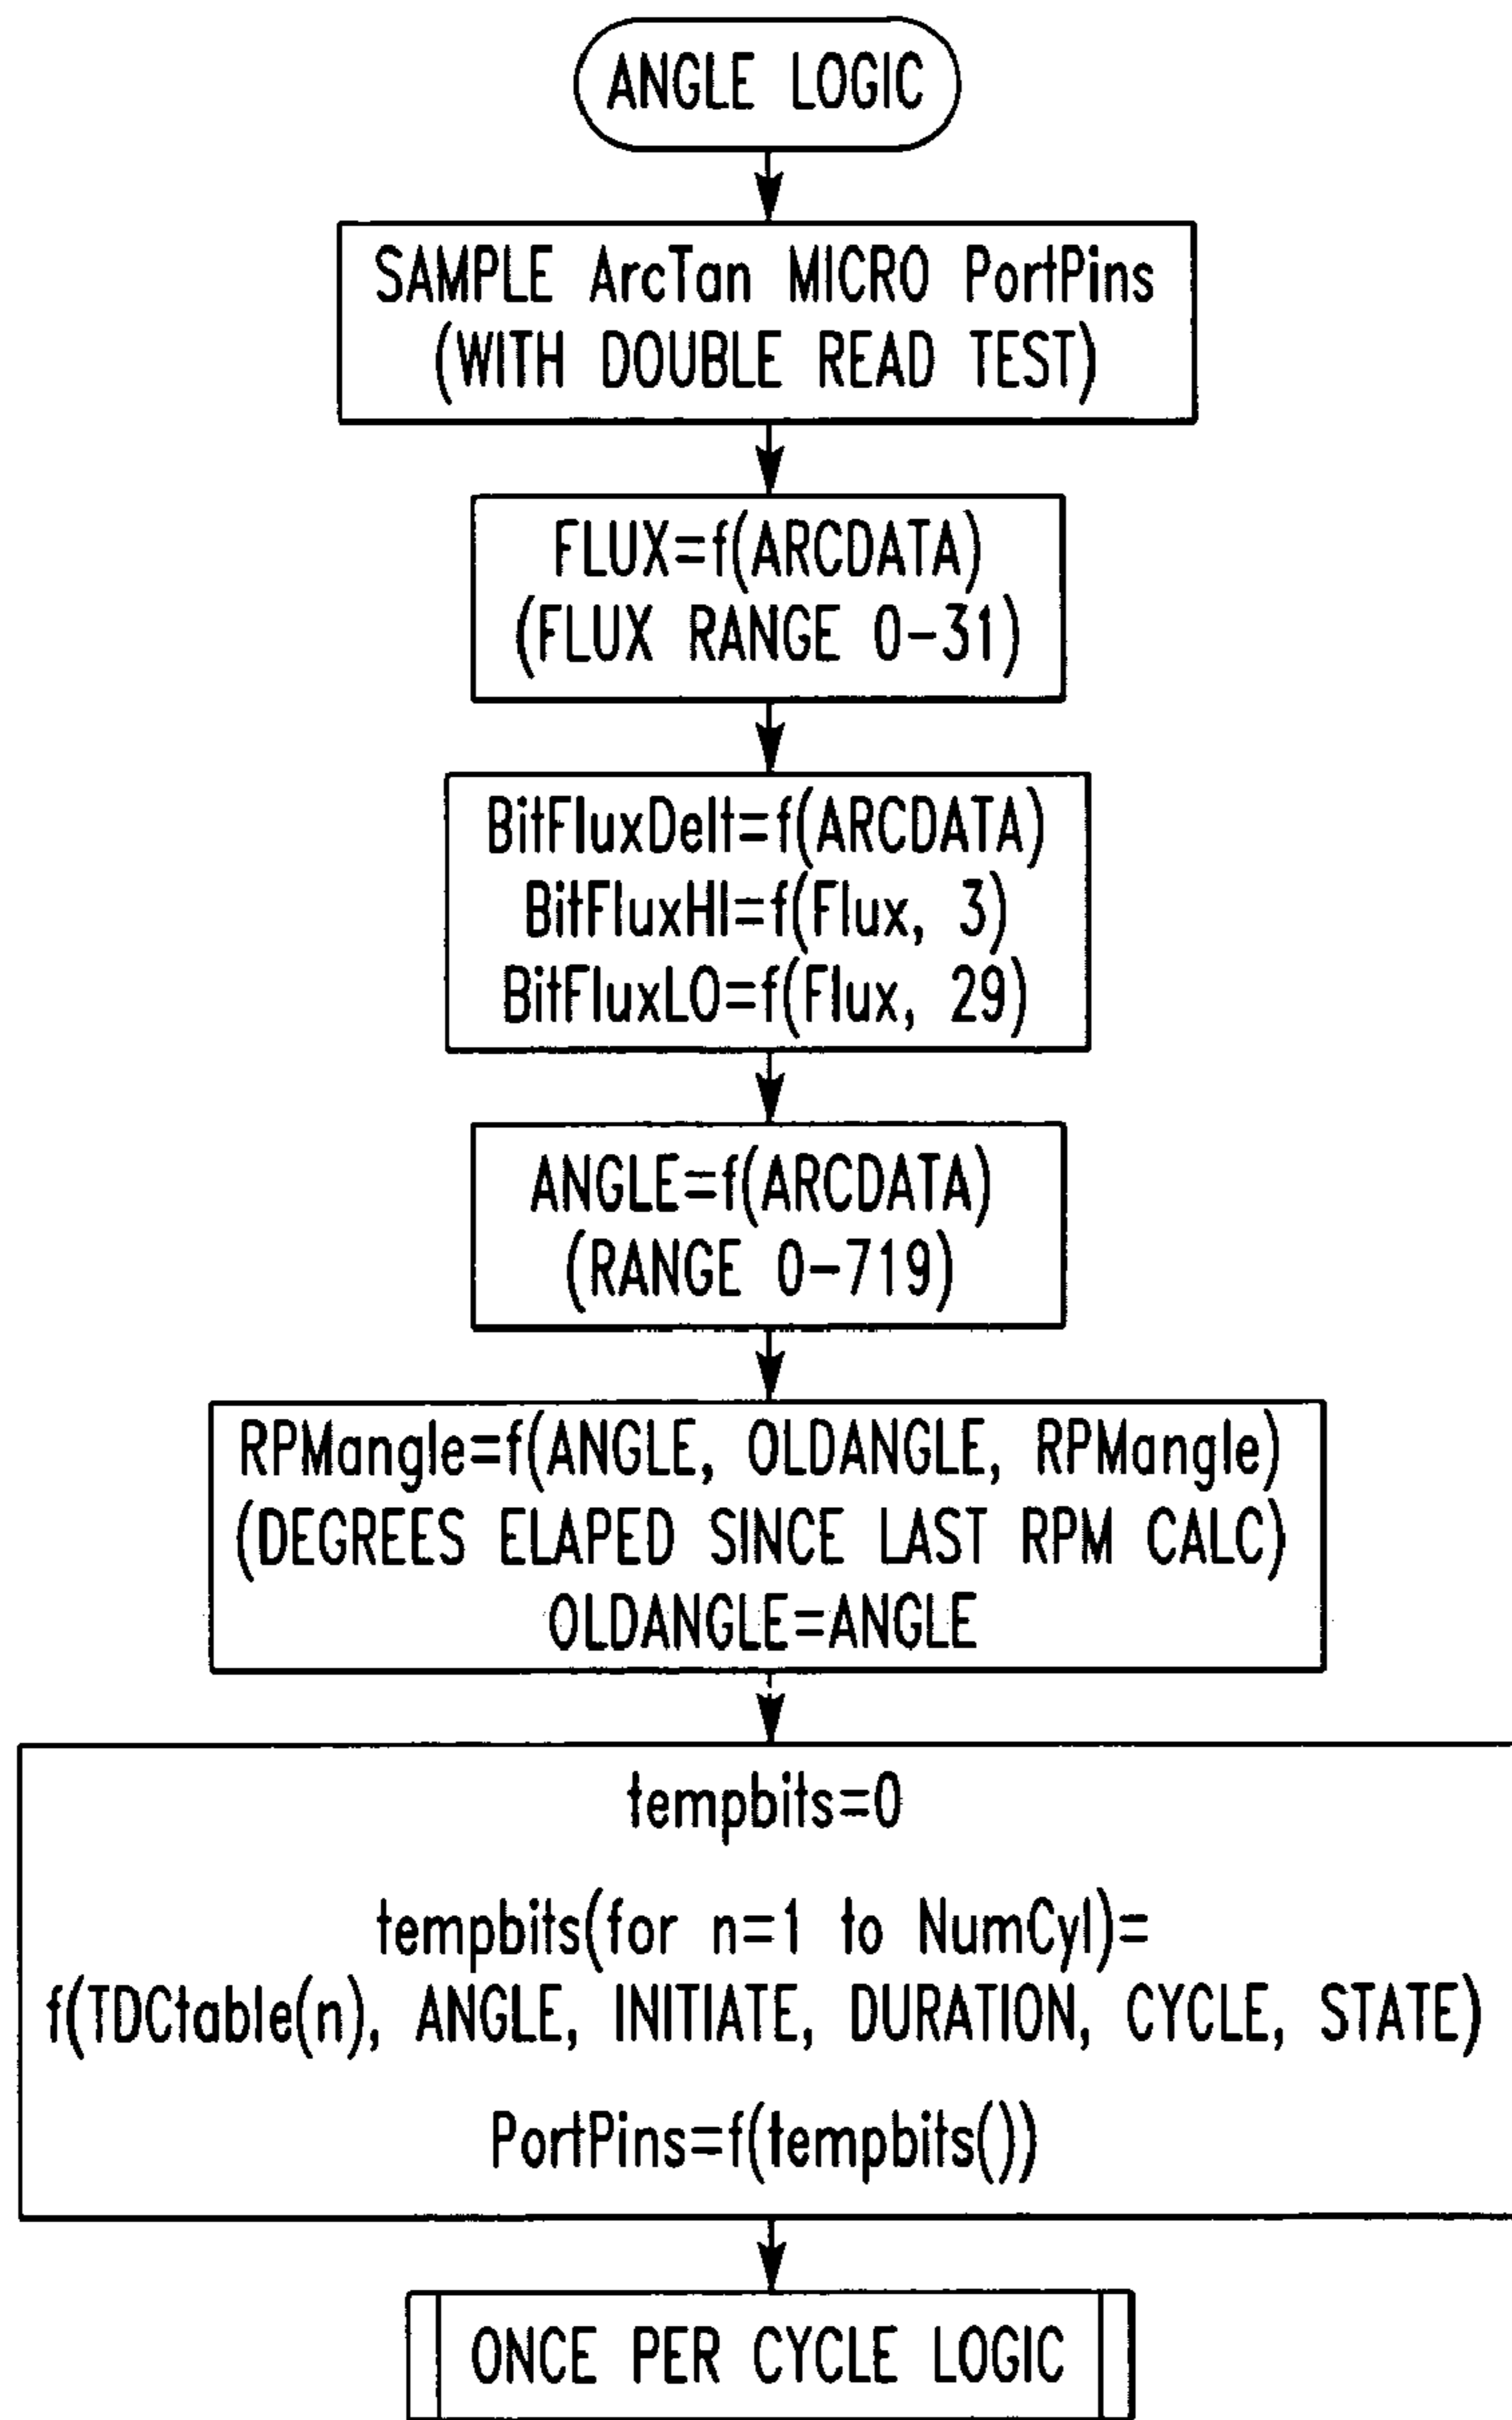 ANGLE LOGIC
SAMPLE ArcTan MICRO PortPins
(WITH DOUBLE READ TEST)
FLUX=f(ARCDATA)
(FLUX RANGE 0-31)
BitFluxDelt=f(ARCDATA)
BitFluxHI=f(Flux, 3)
BitFluxLO=f(Flux, 29)
ANGLE=f(ARCDATA)
(RANGE 0-719)
RPMangle=f(ANGLE, OLDANGLE, RPMangle)
(DEGREES ELAPED SINCE LAST RPM CALC)
OLDANGLE=ANGLE
tempbits=0
tempbits(for n=1 to NumCyl)=
f(TDCtable(n), ANGLE, INITIATE, DURATION, CYCLE, STATE)
PortPins=f(tempbits())
ONCE PER CYCLE LOGIC